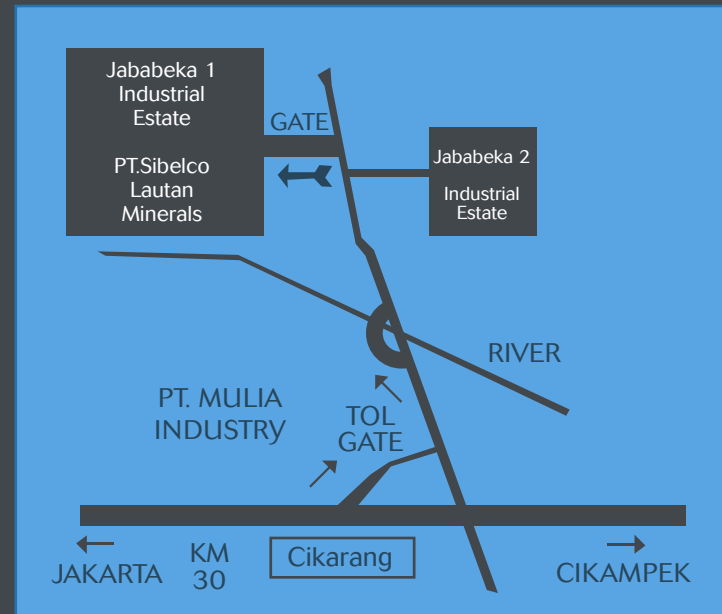 Jababeka 1
Industrial
Estate
PT.Sibelco
Lautan
Minerals
GATE
Jababeka 2
Industrial
Estate
RIVER
PT. MULIA
INDUSTRY
TOL
GATE
JAKARTA
KM
30
Cikarang
CIKAMPEK